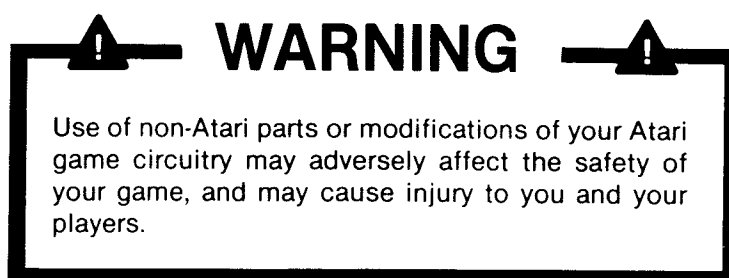 WARNING
Use of non-Atari parts or modifications of your Atari
game circuitry may adversely affect the safety of
your game, and may cause injury to you and your
players.